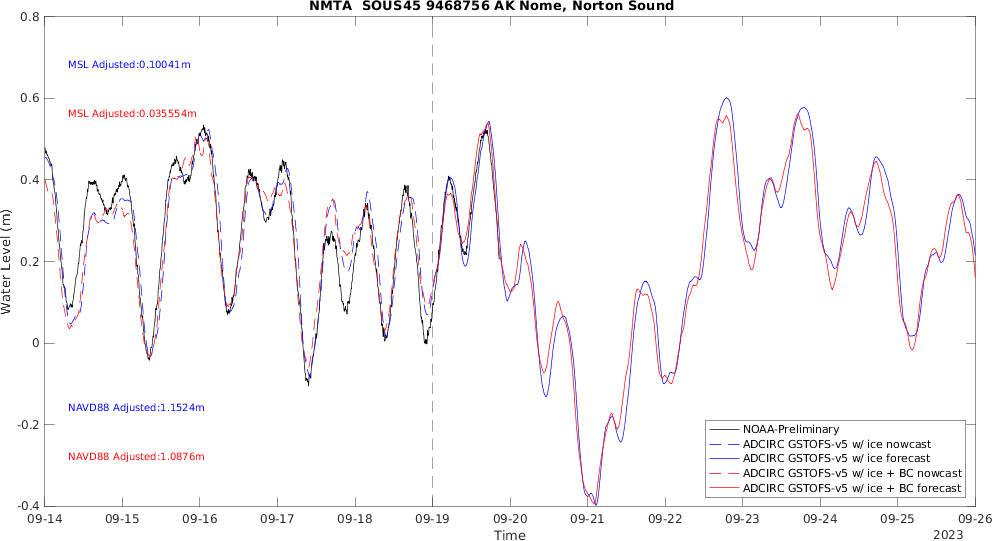 NMTA  SOUS45 9468756 AK Nome, Norton Sound
0.8
MSL Adjusted:0.10041m
0.6
MSL Adjusted:0.035554m
0.4
Water Level (m)
0.2
0
NAVD88 Adjusted:1.1524m
-0.2
NAVD88 Adjusted:1.0876m
-0.4
NOAA-Preliminary
ADCIRC GSTOFS-v5 w/ ice nowcast
ADCIRC GSTOFS-v5 w/ ice forecast
ADCIRC GSTOFS-v5 w/ ice + BC nowcast
ADCIRC GSTOFS-v5 w/ ice + BC forecast
09-14 09-15 09-16 09-17 09-18 09-19 09-20 09-21 09-22 09-23 09-24 09-25 09-26
Time
2023